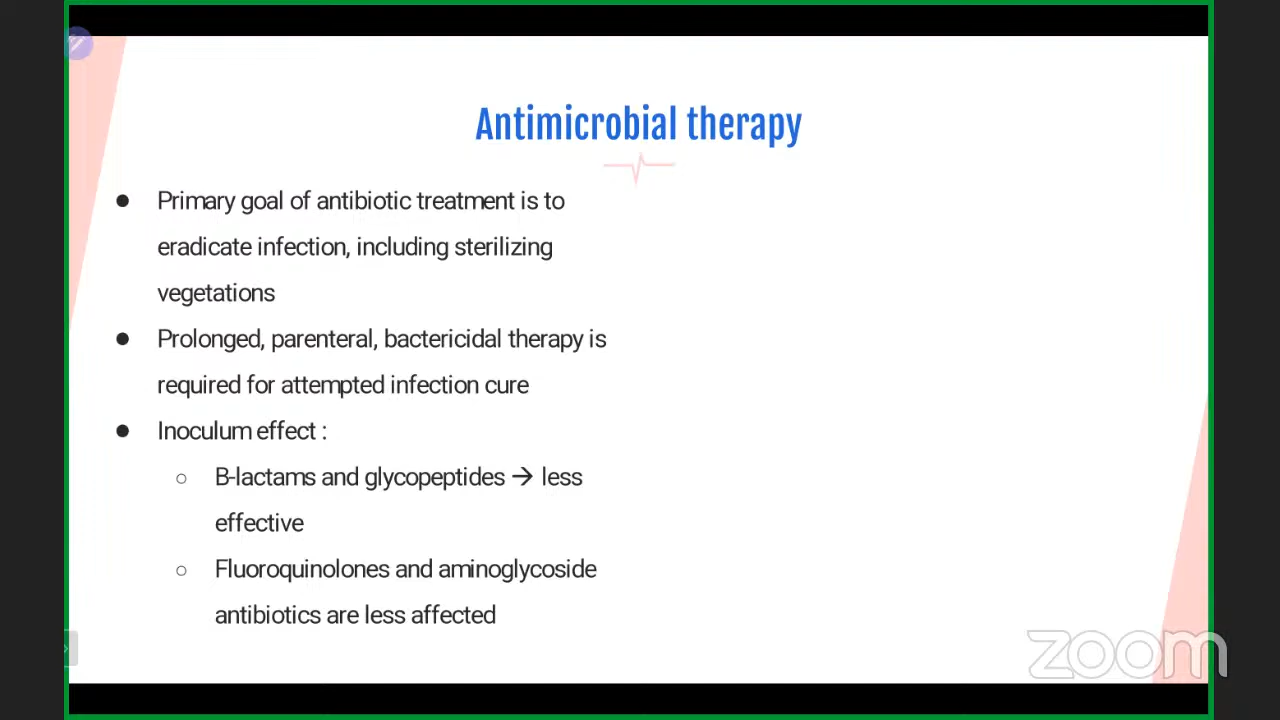 Antimicrobial therapy
● Primary goal of antibiotic treatment is to
eradicate infection, including sterilizing
vegetations
● Prolonged, parenteral, bactericidal therapy is
required for attempted infection cure
● Inoculum effect :
○ B-lactams and glycopeptides → less
effective
○ Fluoroquinolones and aminoglycoside
antibiotics are less affected
zoom